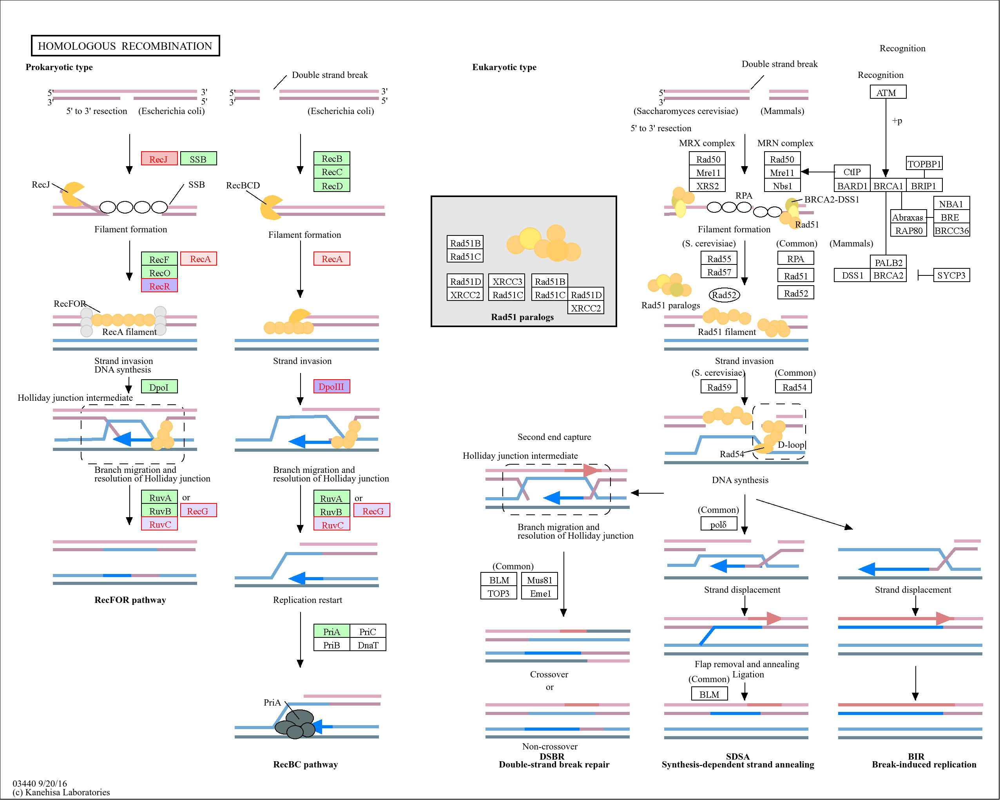 HOMOLOGOUS RECOMBINATION
Prokaryotic type
5'
3'
3'
5'
5' to 3' resection
(Escherichia coli)
RecJ
SSB
RecJ
SSB
Filament formation
RecF
RecA
RecO
RecR
RecFOR
RecA filament
Strand invasion
DNA synthesis
DpoI
Holliday junction intermediate
Branch migration and
resolution of Holliday junction
RuvA
or
RuvB
RecG
RuvC
RecFOR pathway
Double strand break
5'
3'
3'
5'
(Escherichia coli)
RecB
RecC
RecD
RecBCD
Filament formation
RecA
Strand invasion
DpoIII
Branch migration and
resolution of Holliday junction
RuvA
or
RuvB
RecG
RuvC
Replication restart
PriA
PriC
PriB
DnaT
PriA
RecBC pathway
Eukaryotic type
Rad51B
Rad51C
Rad51D
XRCC2
XRCC3
Rad51C
Rad51B
Rad51C
Rad51D
XRCC2
Rad51 paralogs
Double strand break
5'
3'
(Saccharomyces cerevisiae)
(Mammals)
5' to 3' resection
MRX complex
Rad50
Mre11
XRS2
MRN complex
Rad50
Mre11
Nbs1
Recognition
Recognition
ATM
+p
TOPBP1
CtIP
BARD1
BRCA1
BRIP1
RPA
BRCA2-DSS1
Rad51
Abraxas
RAP80
NBA1
BRE
BRCC36
Filament formation
(S. cerevisiae)
(Common)
(Mammals)
Rad55
Rad57
RPA
Rad51
Rad52
Rad52
PALB2
DSS1
BRCA2
SYCP3
Rad51 paralogs
Rad51 filament
Strand invasion
(S. cerevisiae)
(Common)
Rad59
Rad54
D-loop
Rad54
DNA synthesis
Second end capture
Holliday junction intermediate
Branch migration and
resolution of Holliday junction
(Common)
BLM
TOP3
Mus81
Eme1
Crossover
or
Non-crossover
DSBR
Double-strand break repair
(Common)
polδ
Strand displacement
Flap removal and annealing
Ligation
(Common)
BLM
SDSA
Synthesis-dependent strand annealing
Strand displacement
BIR
Break-induced replication
03440 9/20/16
(c) Kanehisa Laboratories